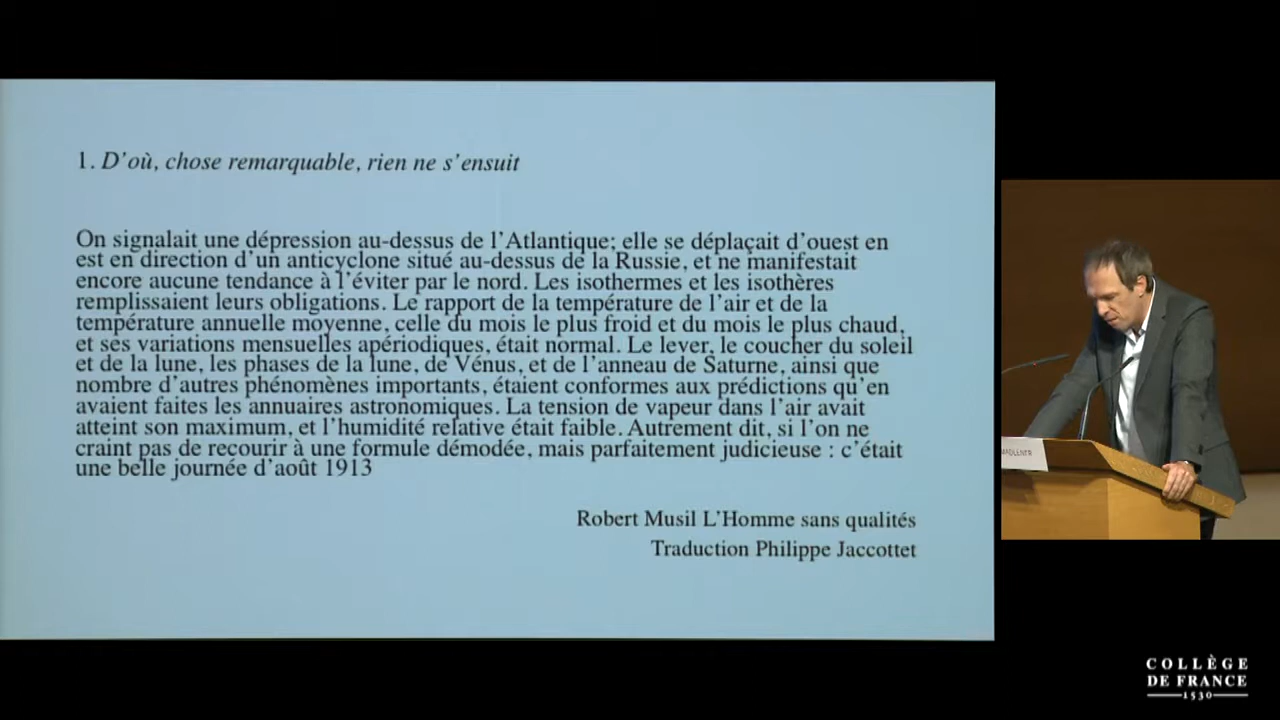 1. D’où, chose remarquable, rien ne s’ensuit
On signalait une dépression au-dessus de l’Atlantique; elle se déplaçait d’ouest en
est en direction d’un anticyclone situé au-dessus de la Russie, et ne manifestait
encore aucune tendance à l’éviter par le nord. Les isothermes et les isothères
remplissaient leurs obligations. Le rapport de la température de l’air et de la
température annuelle moyenne, celle du mois le plus froid et du mois le plus chaud,
et ses variations mensuelles apériodiques, était normal. Le lever, le coucher du soleil
et de la lune, les phases de la lune, de Vénus, et de l’anneau de Saturne, ainsi que
nombre d’autres phénomènes importants, étaient conformes aux prédictions qu’en
avaient faites les annuaires astronomiques. La tension de vapeur dans l’air avait
atteint son maximum, et l’humidité relative était faible. Autrement dit, si l’on ne
craint pas de recourir à une formule démodée, mais parfaitement judicieuse : c’était
une belle journée d’août 1913
Robert Musil L’Homme sans qualités
Traduction Philippe Jaccottet
COLLÈGE
DE FRANCE
1530